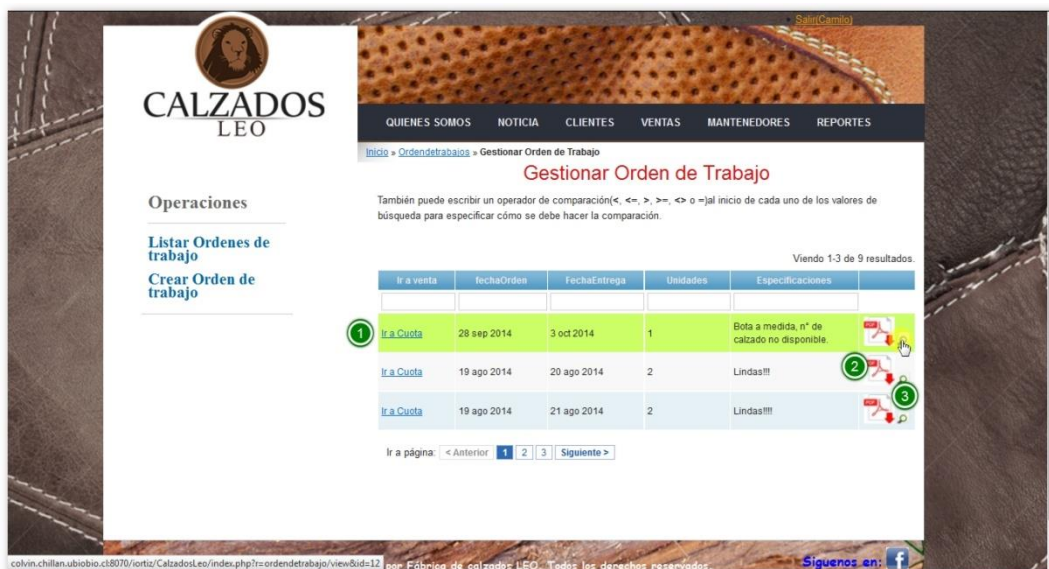 Salir(Camilo)
CALZADOS
LEO
QUIENES SOMOS NOTICIA CLIENTES VENTAS MANTENEDORES REPORTES
Inicio » Ordendetrabajos » Gestionar Orden de Trabajo
Gestionar Orden de Trabajo
También puede escribir un operador de comparación(<, <=, >, >=, <> o =)al inicio de cada uno de los valores de
búsqueda para especificar cómo se debe hacer la comparación.
Operaciones
Listar Ordenes de
trabajo
Crear Orden de
trabajo
Viendo 1-3 de 9 resultados.
Ir a venta fechaOrden FechaEntrega Unidades Especificaciones
1 Ir a Cuota 28 sep 2014 3 oct 2014 1 Bota a medida, n° de
calzado no disponible. PDF
Ir a Cuota 19 ago 2014 20 ago 2014 2 Lindas!!! 2 PDF
3
Ir a Cuota 19 ago 2014 21 ago 2014 2 Lindas!!!! PDF
Ir a página: < Anterior 1 2 3 Siguiente >
Siguenos en: f
colvin.chillan.ubiobio.cl:8070/iortiz/CalzadosLeo/index.php?r=ordendetrabajo/view&id=12 por Fábrica de calzados LEO. Todos los derechos reservados.